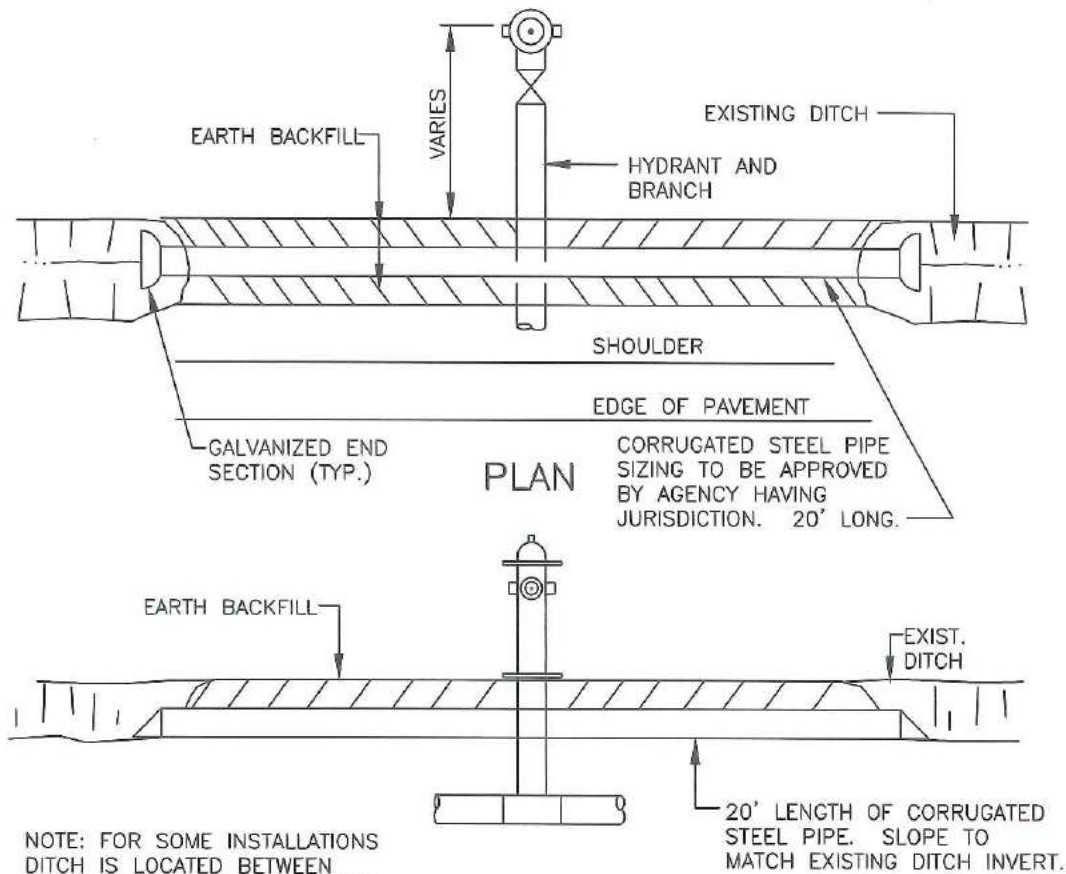 VARIES
EARTH BACKFILL
EXISTING DITCH
HYDRANT AND
BRANCH
SHOULDER
EDGE OF PAVEMENT
GALVANIZED END
SECTION (TYP.)
PLAN
CORRUGATED STEEL PIPE
SIZING TO BE APPROVED
BY AGENCY HAVING
JURISDICTION. 20' LONG.
EARTH BACKFILL
EXIST.
DITCH
20' LENGTH OF CORRUGATED
STEEL PIPE. SLOPE TO
MATCH EXISTING DITCH INVERT.
NOTE: FOR SOME INSTALLATIONS
DITCH IS LOCATED BETWEEN